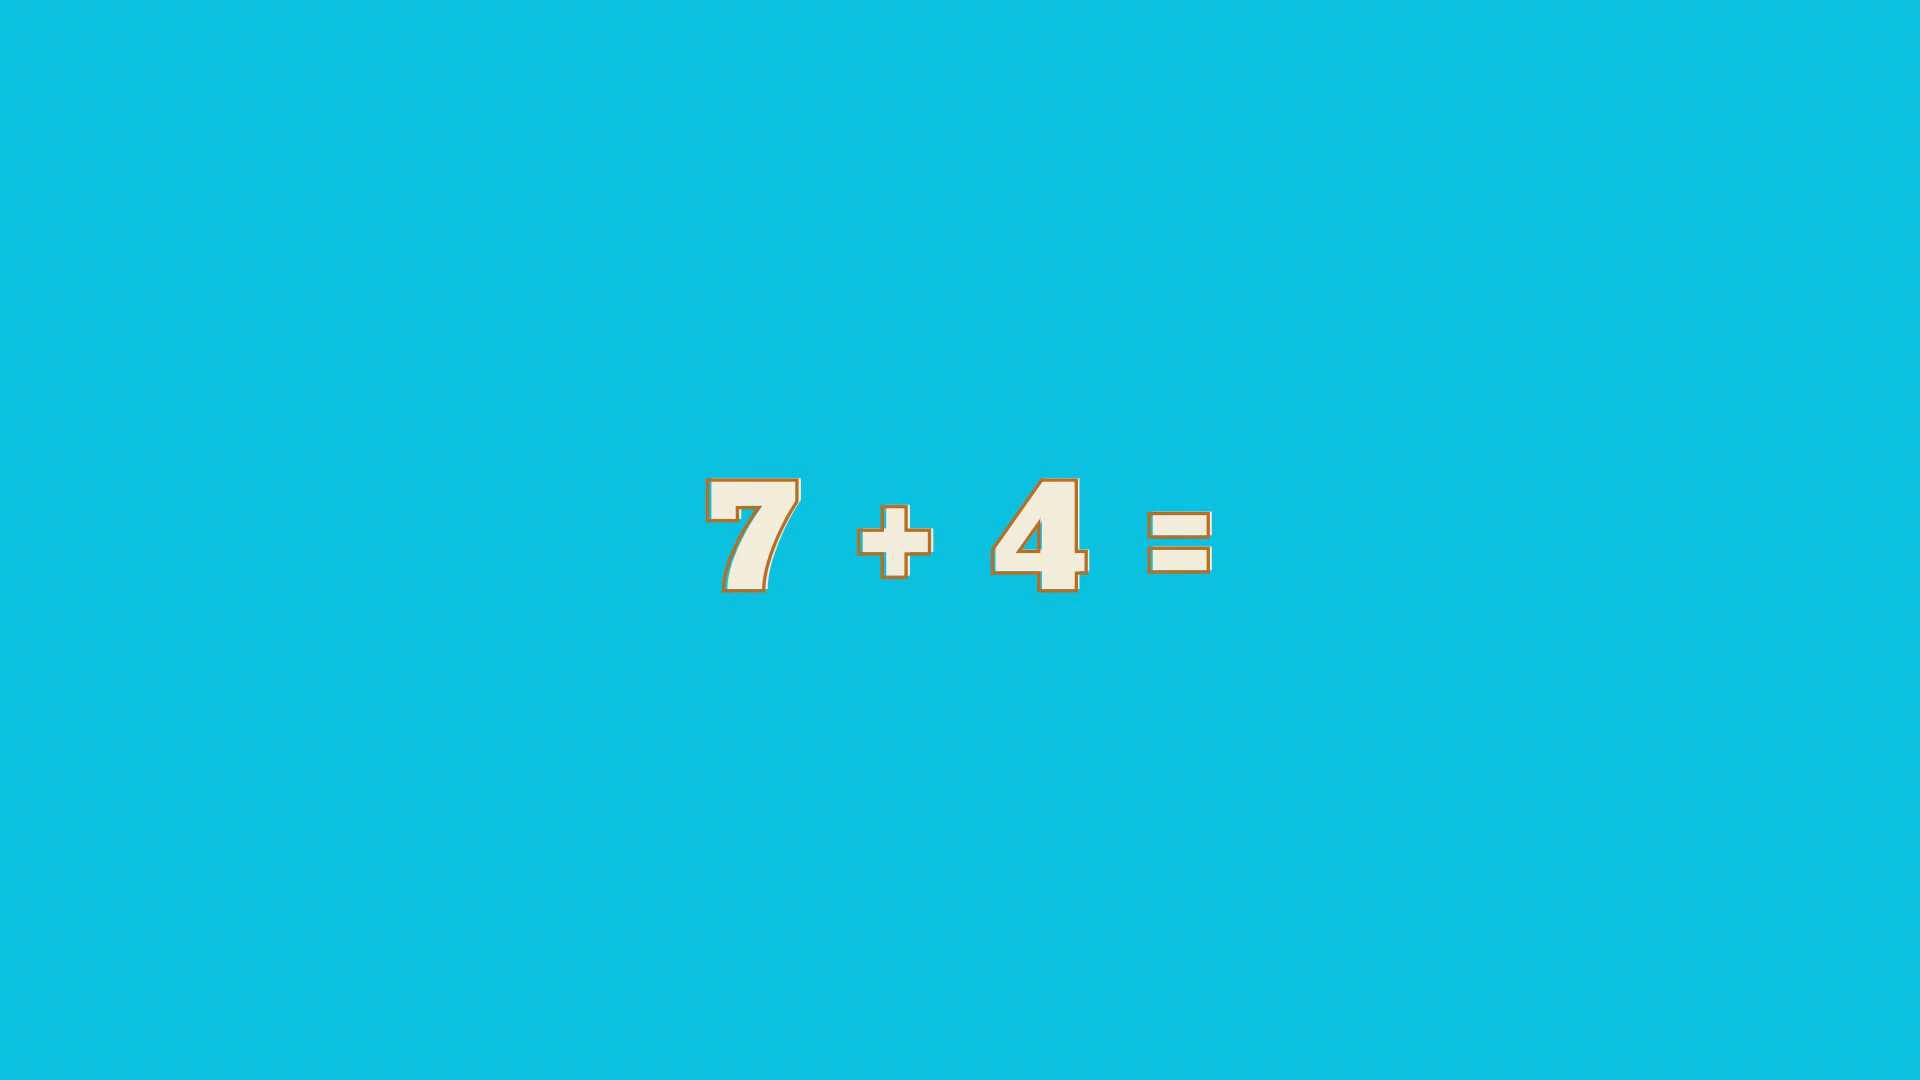 7 + 4 =